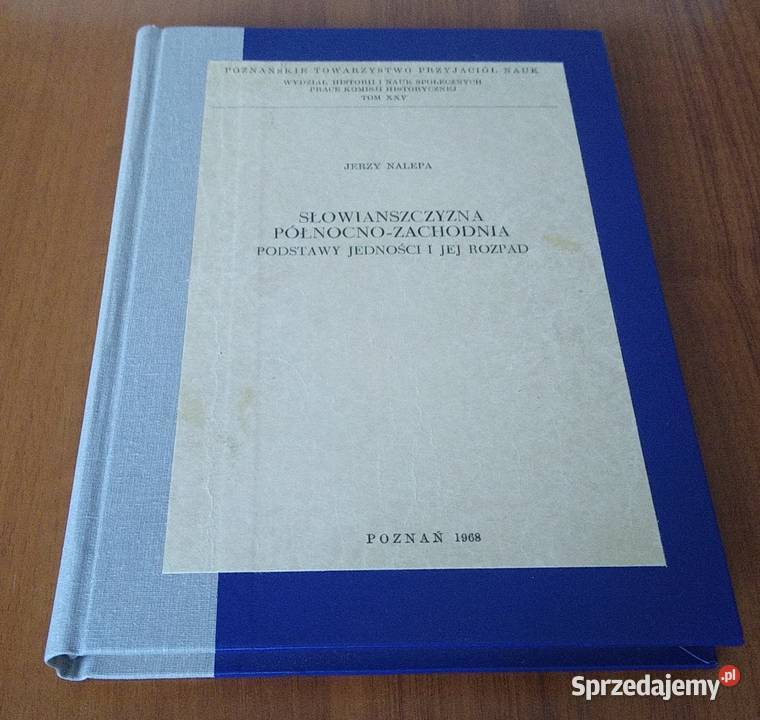 POZNAŃSKIE TOWARZYSTWO PRZYJACIÓŁ NAUK
WYDZIAŁ HISTORII I NAUK SPOŁECZNYCH
PRACE KOMISJI HISTORYCZNEJ
TOM XXV
JERZY NALEPA
SŁOWIANSZCZYZNA
PÓŁNOCNO-ZACHODNIA
PODSTAWY JEDNOŚCI I JEJ ROZPAD
POZNAŃ 1968
Sprzedajemy.pl